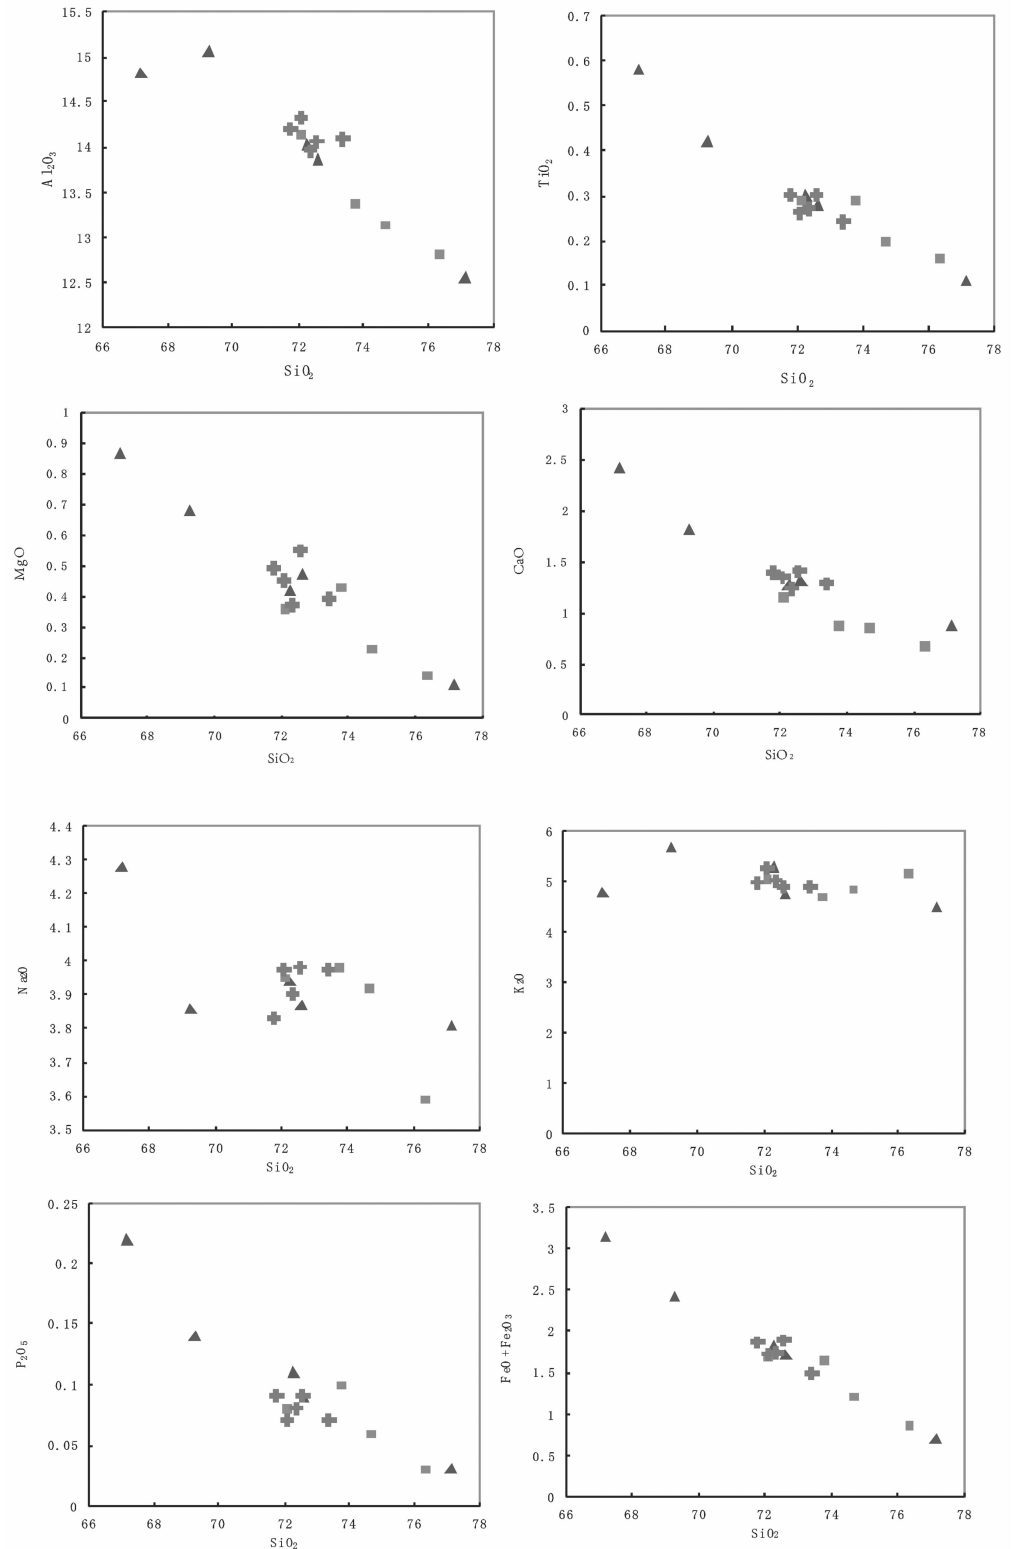 15.5
15
14.5
14
13.5
13
12.5
12
Al₂O₃
66 68 70 72 74 76 78
SiO₂
0.7
0.6
0.5
0.4
0.3
0.2
0.1
0
TiO₂
66 68 70 72 74 76 78
SiO₂
1
0.9
0.8
0.7
0.6
0.5
0.4
0.3
0.2
0.1
0
MgO
66 68 70 72 74 76 78
SiO₂
3
2.5
2
1.5
1
0.5
0
CaO
66 68 70 72 74 76 78
SiO₂
4.4
4.3
4.2
4.1
4
3.9
3.8
3.7
3.6
3.5
Na₂O
66 68 70 72 74 76 78
SiO₂
6
5
4
3
2
1
0
K₂O
66 68 70 72 74 76 78
SiO₂
0.25
0.2
0.15
0.1
0.05
0
P₂O₅
66 68 70 72 74 76 78
SiO₂
3.5
3
2.5
2
1.5
1
0.5
0
FeO+Fe₂O₃
66 68 70 72 74 76 78
SiO₂